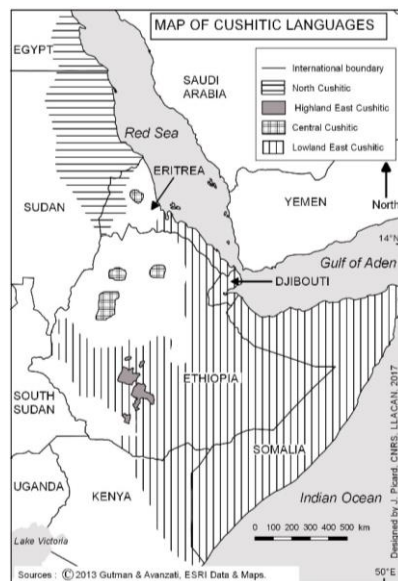 MAP OF CUSHITIC LANGUAGES
EGYPT
International boundary
North Cushitic
Highland East Cushitic
Central Cushitic
Lowland East Cushitic
SAUDI
ARABIA
Red Sea
ERITREA
SUDAN
YEMEN
North
14°N
Gulf of Aden
DJIBOUTI
ETHIOPIA
SOUTH
SUDAN
SOMALIA
UGANDA
KENYA
Indian Ocean
0 100 200 300 400 500 km
Lake Victoria
50°E
Sources : © 2013 Gutman & Avanzati, ESRI Data & Maps.
Designed by J. Picard, CNRS, LLACAN, 2017